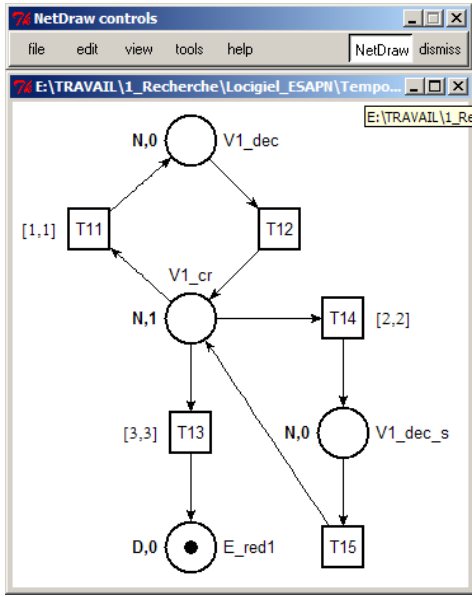 NetDraw controls
file edit view tools help NetDraw dismiss
E:\TRAVAIL\1_Recherche\Locigiel_ESAPN\Tempo...
E:\TRAVAIL\1_Re
N,0 V1_dec
[1,1] T11 T12
V1_cr
N,1 T14 [2,2]
[3,3] T13 N,0 V1_dec_s
D,0 E_red1 T15